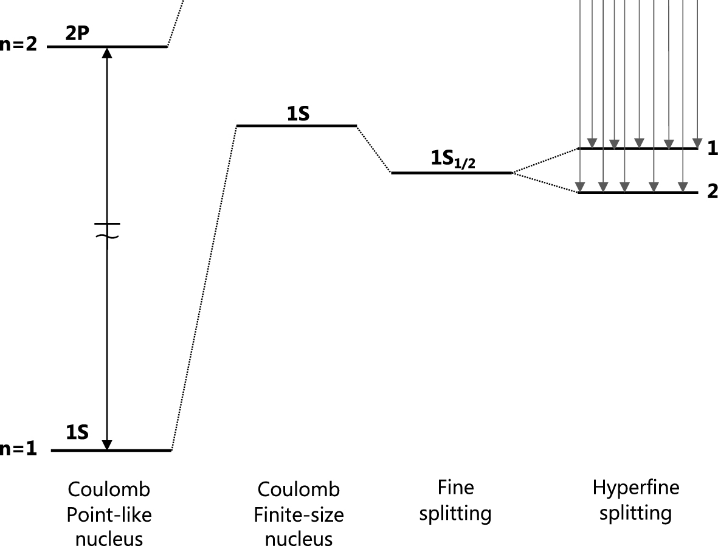 2P
n=2
1S
1S1/2
1
2
1S
n=1
Coulomb
Point-like
nucleus
Coulomb
Finite-size
nucleus
Fine
splitting
Hyperfine
splitting